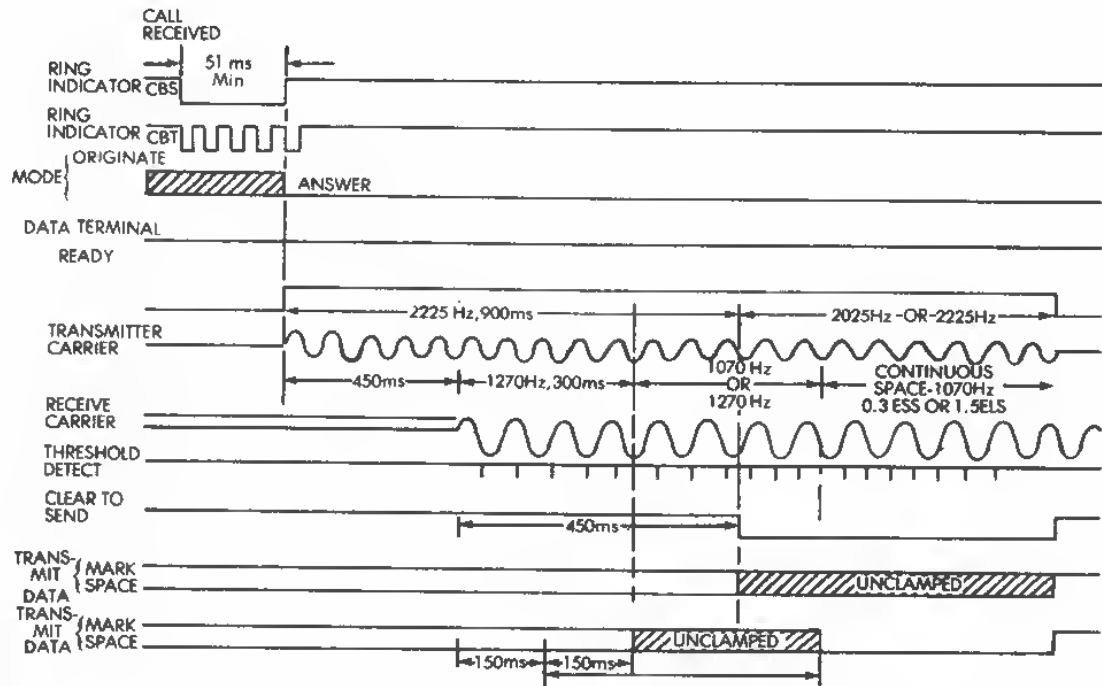 CALL
RECEIVED
51 ms
Min
RING
INDICATOR CBS
RING
INDICATOR CBT
MODE
ORIGINATE
ANSWER
DATA TERMINAL
READY
2225 Hz, 900ms
2025Hz-OR-2225Hz
TRANSMITTER
CARRIER
450ms
1270Hz, 300ms
1070 Hz
OR
1270 Hz
CONTINUOUS
SPACE-1070Hz
0.3 ESS OR 1.5ELS
RECEIVE
CARRIER
THRESHOLD
DETECT
CLEAR TO
SEND
450ms
TRANS-
MIT
DATA
MARK
SPACE
UNCLAMPED
TRANS-
MIT
DATA
MARK
SPACE
UNCLAMPED
150ms
150ms